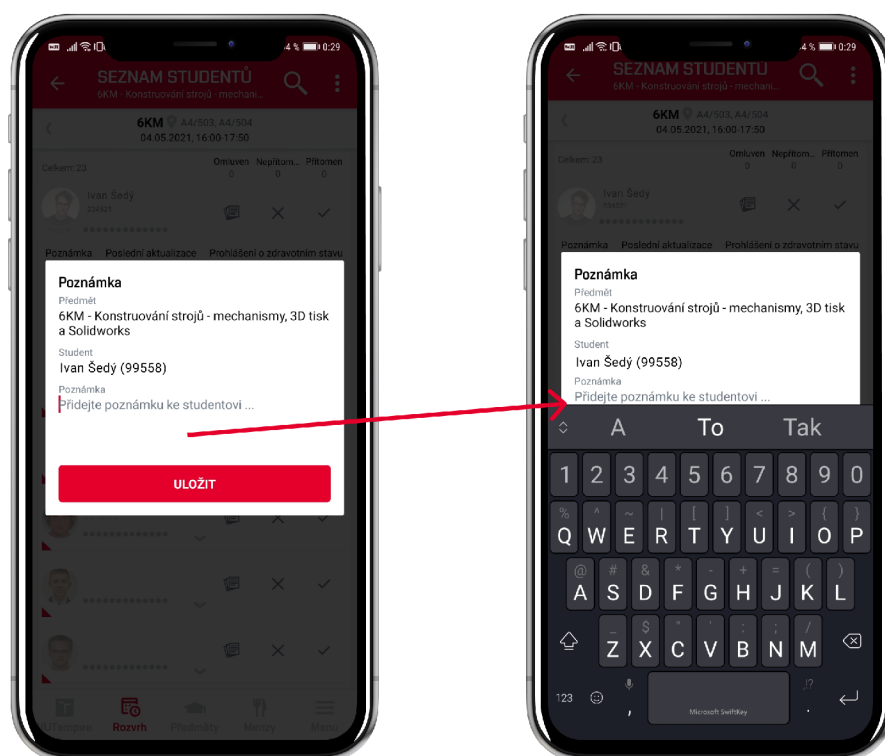 4 % 0:29
SEZNAM STUDENTŮ
6KM - Konstruování strojů - mechani...
6KM A4/503, A4/504
04.05.2021, 16:00-17:50
Celkem: 23
Omluven Nepřítom... Přítomen
0 0 0
Ivan Šedý
Poznámka Poslední aktualizace Prohlášení o zdravotním stavu
Poznámka
Předmět
6KM - Konstruování strojů - mechanismy, 3D tisk
a Solidworks
Student
Ivan Šedý (99558)
Poznámka
Přidejte poznámku ke studentovi ...
ULOŽIT
Rozvrh Předměty Menzy Menu
4 % 0:29
SEZNAM STUDENTŮ
6KM - Konstruování strojů - mechani...
6KM A4/503, A4/504
04.05.2021, 16:00-17:50
Celkem: 23
Omluven Nepřítom... Přítomen
0 0 0
Ivan Šedý
Poznámka Poslední aktualizace Prohlášení o zdravotním stavu
Poznámka
Předmět
6KM - Konstruování strojů - mechanismy, 3D tisk
a Solidworks
Student
Ivan Šedý (99558)
Poznámka
Přidejte poznámku ke studentovi ...
A To Tak
1 2 3 4 5 6 7 8 9 0
% ^ ~ | [ ] < > { }
Q W E R T Y U I O P
@ # & * - + = ( )
A S D F G H J K L
_ $ " ' : ; /
Z X C V B N M
123 , Microsoft SwiftKey .
,!?